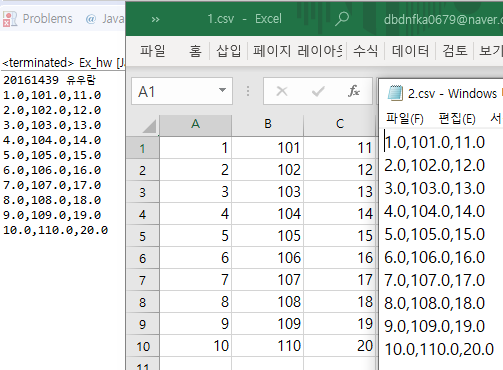 Problems @ Java
<terminated> Ex_hw [Ja
20161439 유우람
1.0,101.0,11.0
2.0,102.0,12.0
3.0,103.0,13.0
4.0,104.0,14.0
5.0,105.0,15.0
6.0,106.0,16.0
7.0,107.0,17.0
8.0,108.0,18.0
9.0,109.0,19.0
10.0,110.0,20.0
1.csv - Excel dbdnfka0679@naver.c
파일 홈 삽입 페이지 레이아웃 수식 데이터 검토 보기
A1 fx
A B C
1 1 101 11
2 2 102 12
3 3 103 13
4 4 104 14
5 5 105 15
6 6 106 16
7 7 107 17
8 8 108 18
9 9 109 19
10 10 110 20
11
2.csv - Windows
파일(F) 편집(E) 서
1.0,101.0,11.0
2.0,102.0,12.0
3.0,103.0,13.0
4.0,104.0,14.0
5.0,105.0,15.0
6.0,106.0,16.0
7.0,107.0,17.0
8.0,108.0,18.0
9.0,109.0,19.0
10.0,110.0,20.0